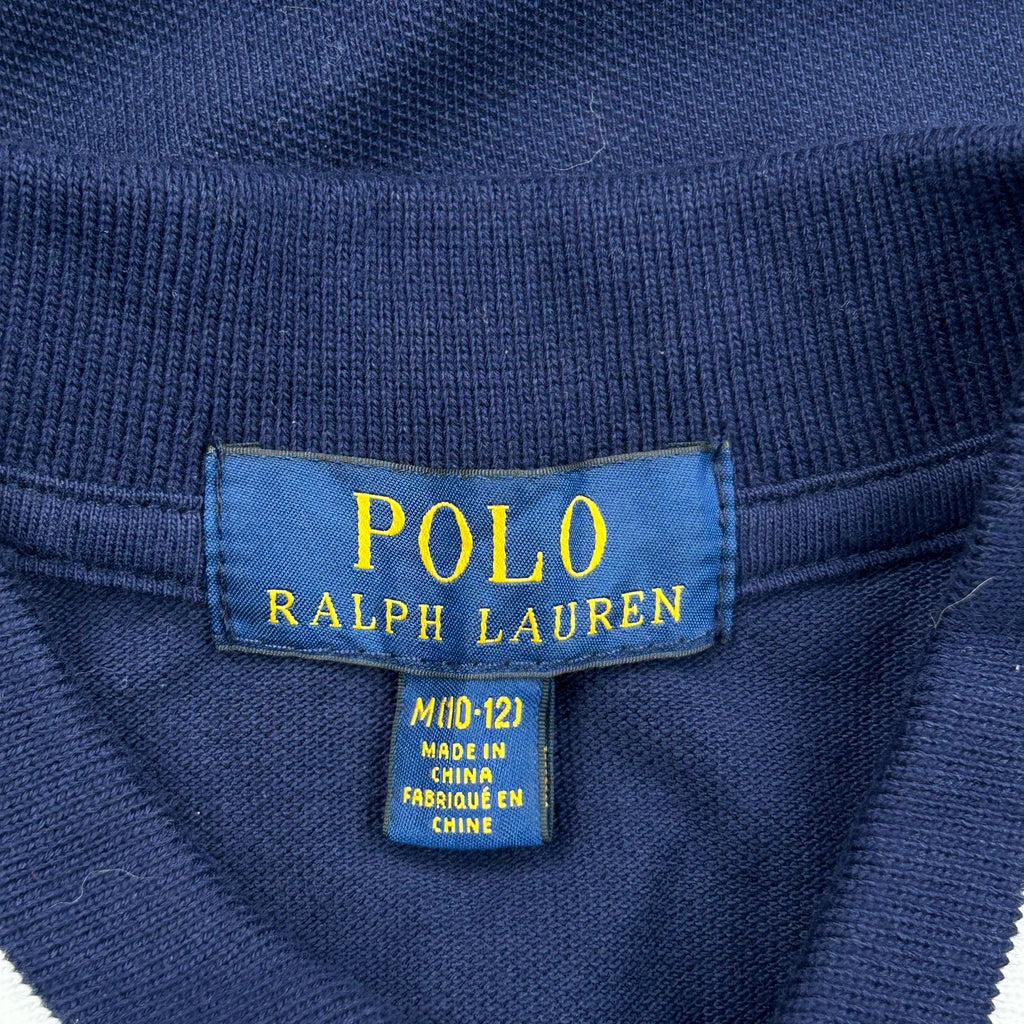 POLO
RALPH LAUREN
M(10-12)
MADE IN
CHINA
FABRIQUÉ EN
CHINE